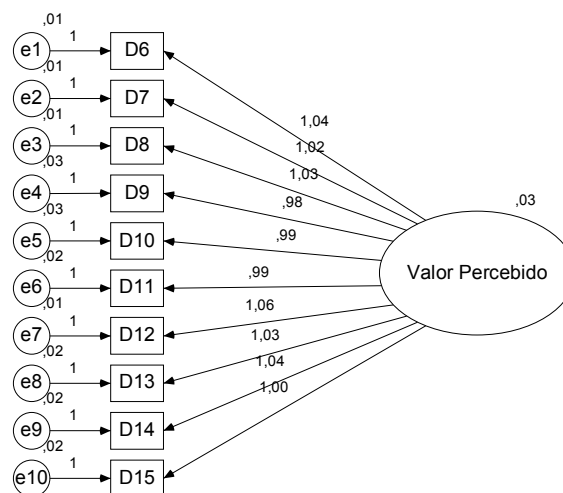 ,01
e1 1 D6
,01
e2 1 D7
,01
e3 1 D8
,03
e4 1 D9
,03
e5 1 D10
,02
e6 1 D11
,01
e7 1 D12
,02
e8 1 D13
,02
e9 1 D14
,02
e10 1 D15
1,04
1,02
1,03
,98
,99
,99
1,06
1,03
1,04
1,00
,03
Valor Percebido